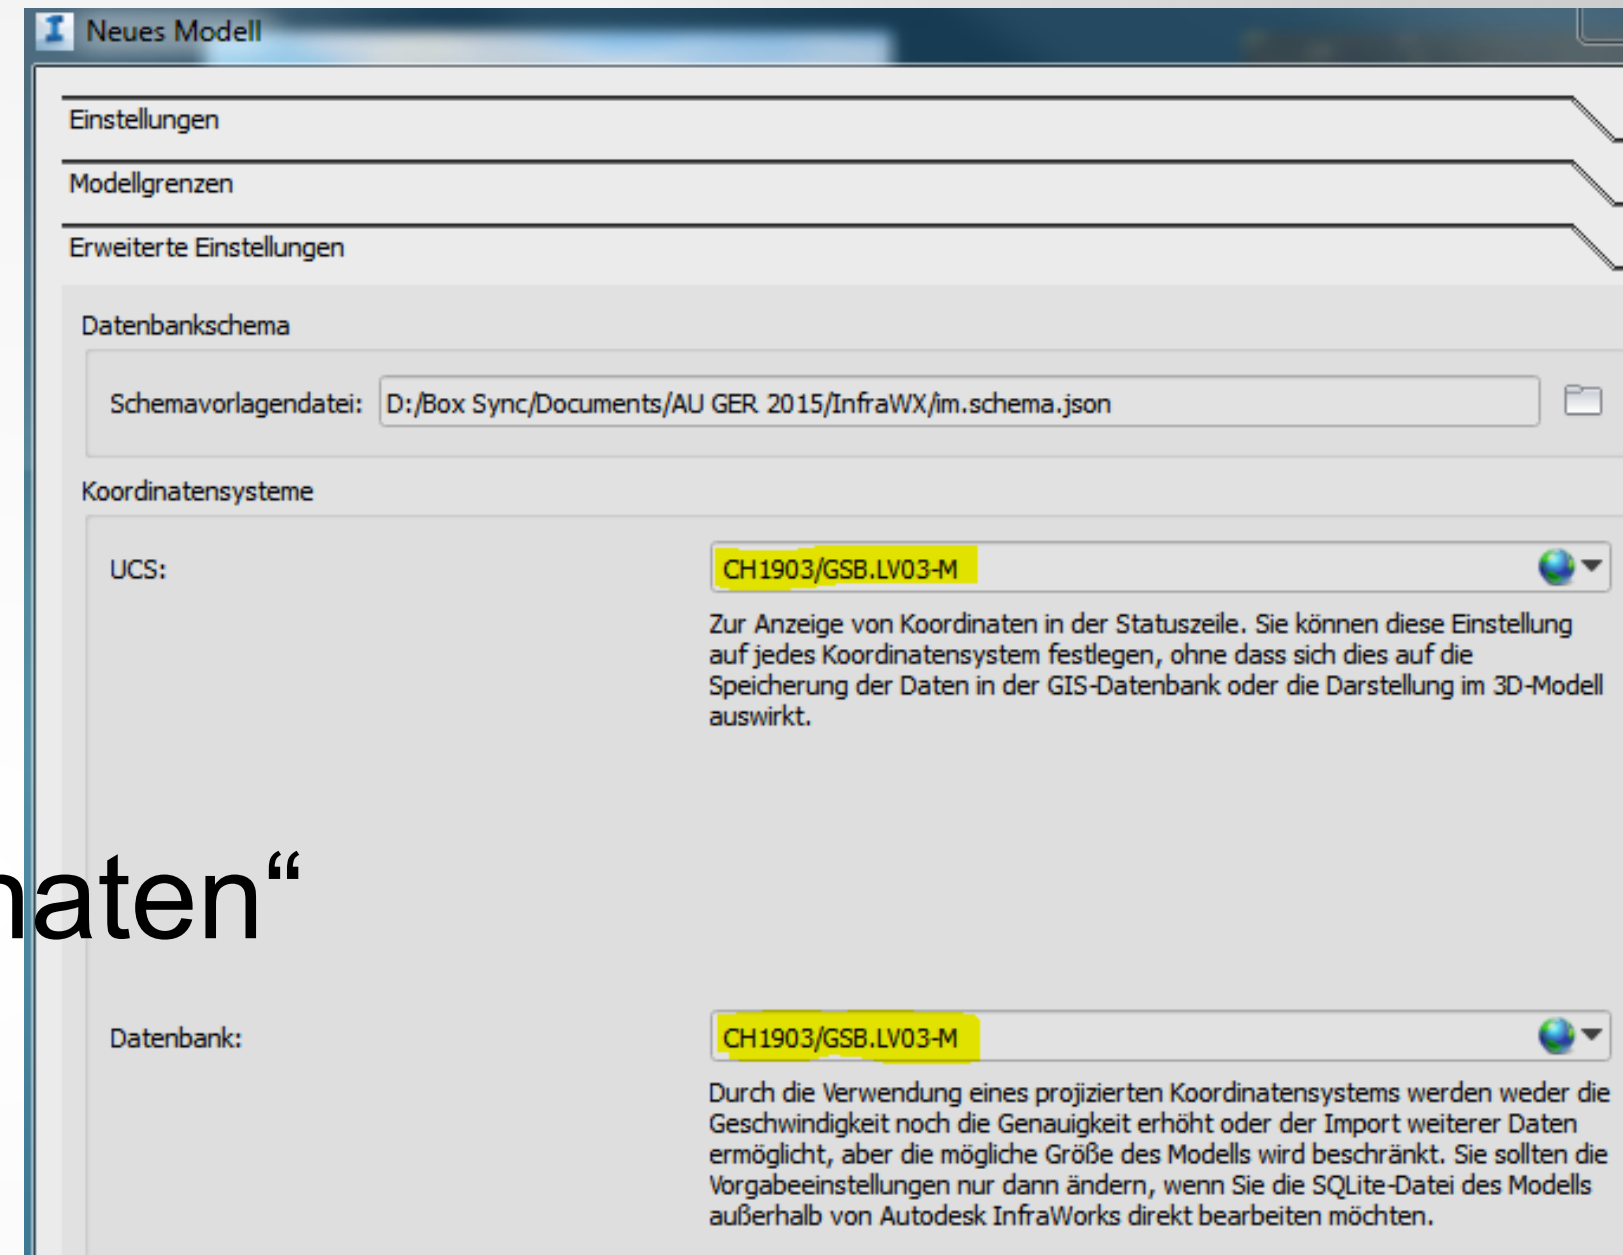 Neues Modell
Einstellungen
Modellgrenzen
Erweiterte Einstellungen
Datenbankschema
Schemavorlagendatei: D:/Box Sync/Documents/AU GER 2015/InfraWX/im.schema.json
Koordinatensysteme
UCS: CH1903/GSB.LV03-M
Zur Anzeige von Koordinaten in der Statuszeile. Sie können diese Einstellung
auf jedes Koordinatensystem festlegen, ohne dass sich dies auf die
Speicherung der Daten in der GIS-Datenbank oder die Darstellung im 3D-Modell
auswirkt.
naten“
Datenbank: CH1903/GSB.LV03-M
Durch die Verwendung eines projizierten Koordinatensystems werden weder die
Geschwindigkeit noch die Genauigkeit erhöht oder der Import weiterer Daten
ermöglicht, aber die mögliche Größe des Modells wird beschränkt. Sie sollten die
Vorgabeeinstellungen nur dann ändern, wenn Sie die SQLite-Datei des Modells
außerhalb von Autodesk InfraWorks direkt bearbeiten möchten.